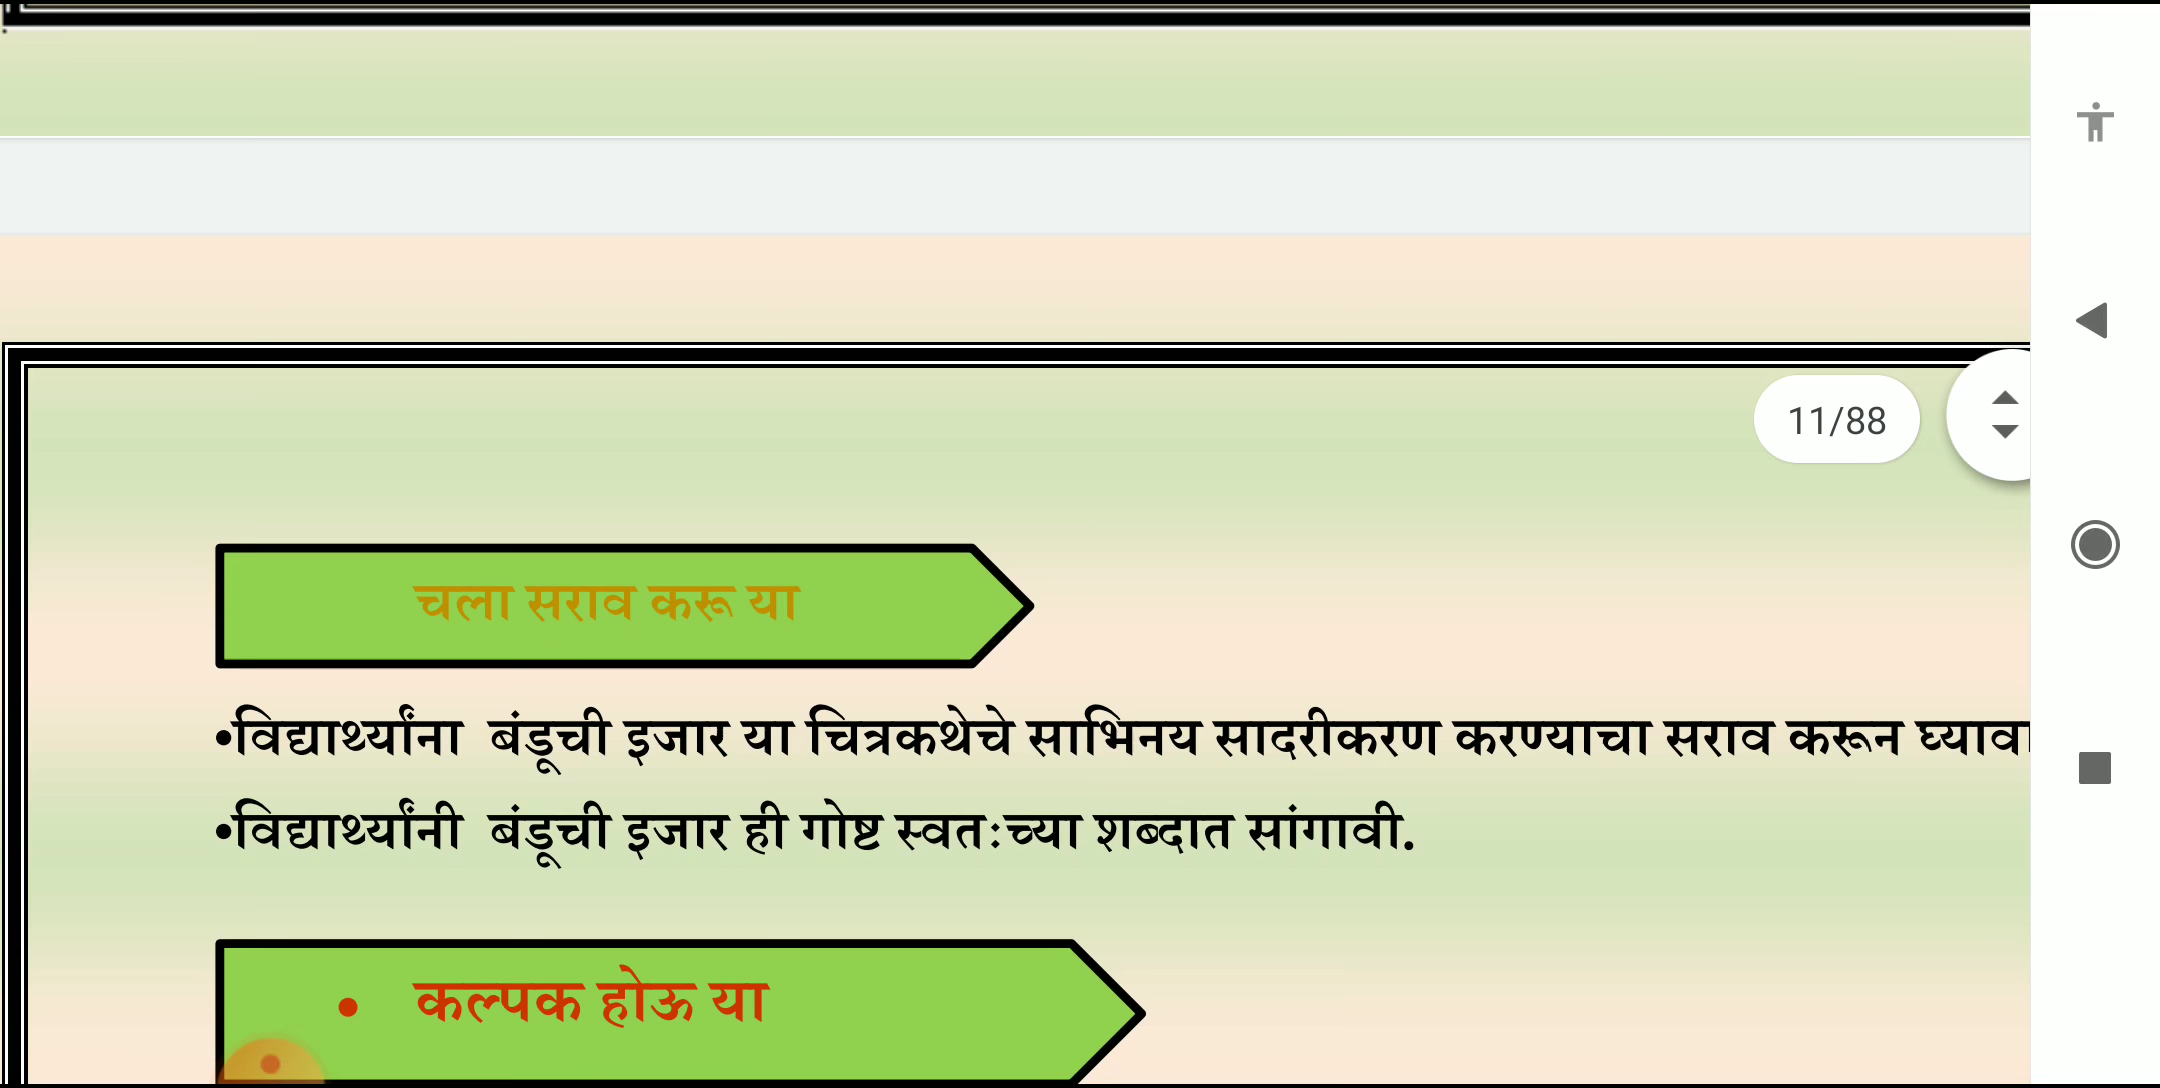 11/88
चला सराव करू या
•विद्यार्थ्यांना बंडूची इजार या चित्रकथेचे साभिनय सादरीकरण करण्याचा सराव करून घ्यावा
•विद्यार्थ्यांनी बंडूची इजार ही गोष्ट स्वतःच्या शब्दात सांगावी.
• कल्पक होऊ या